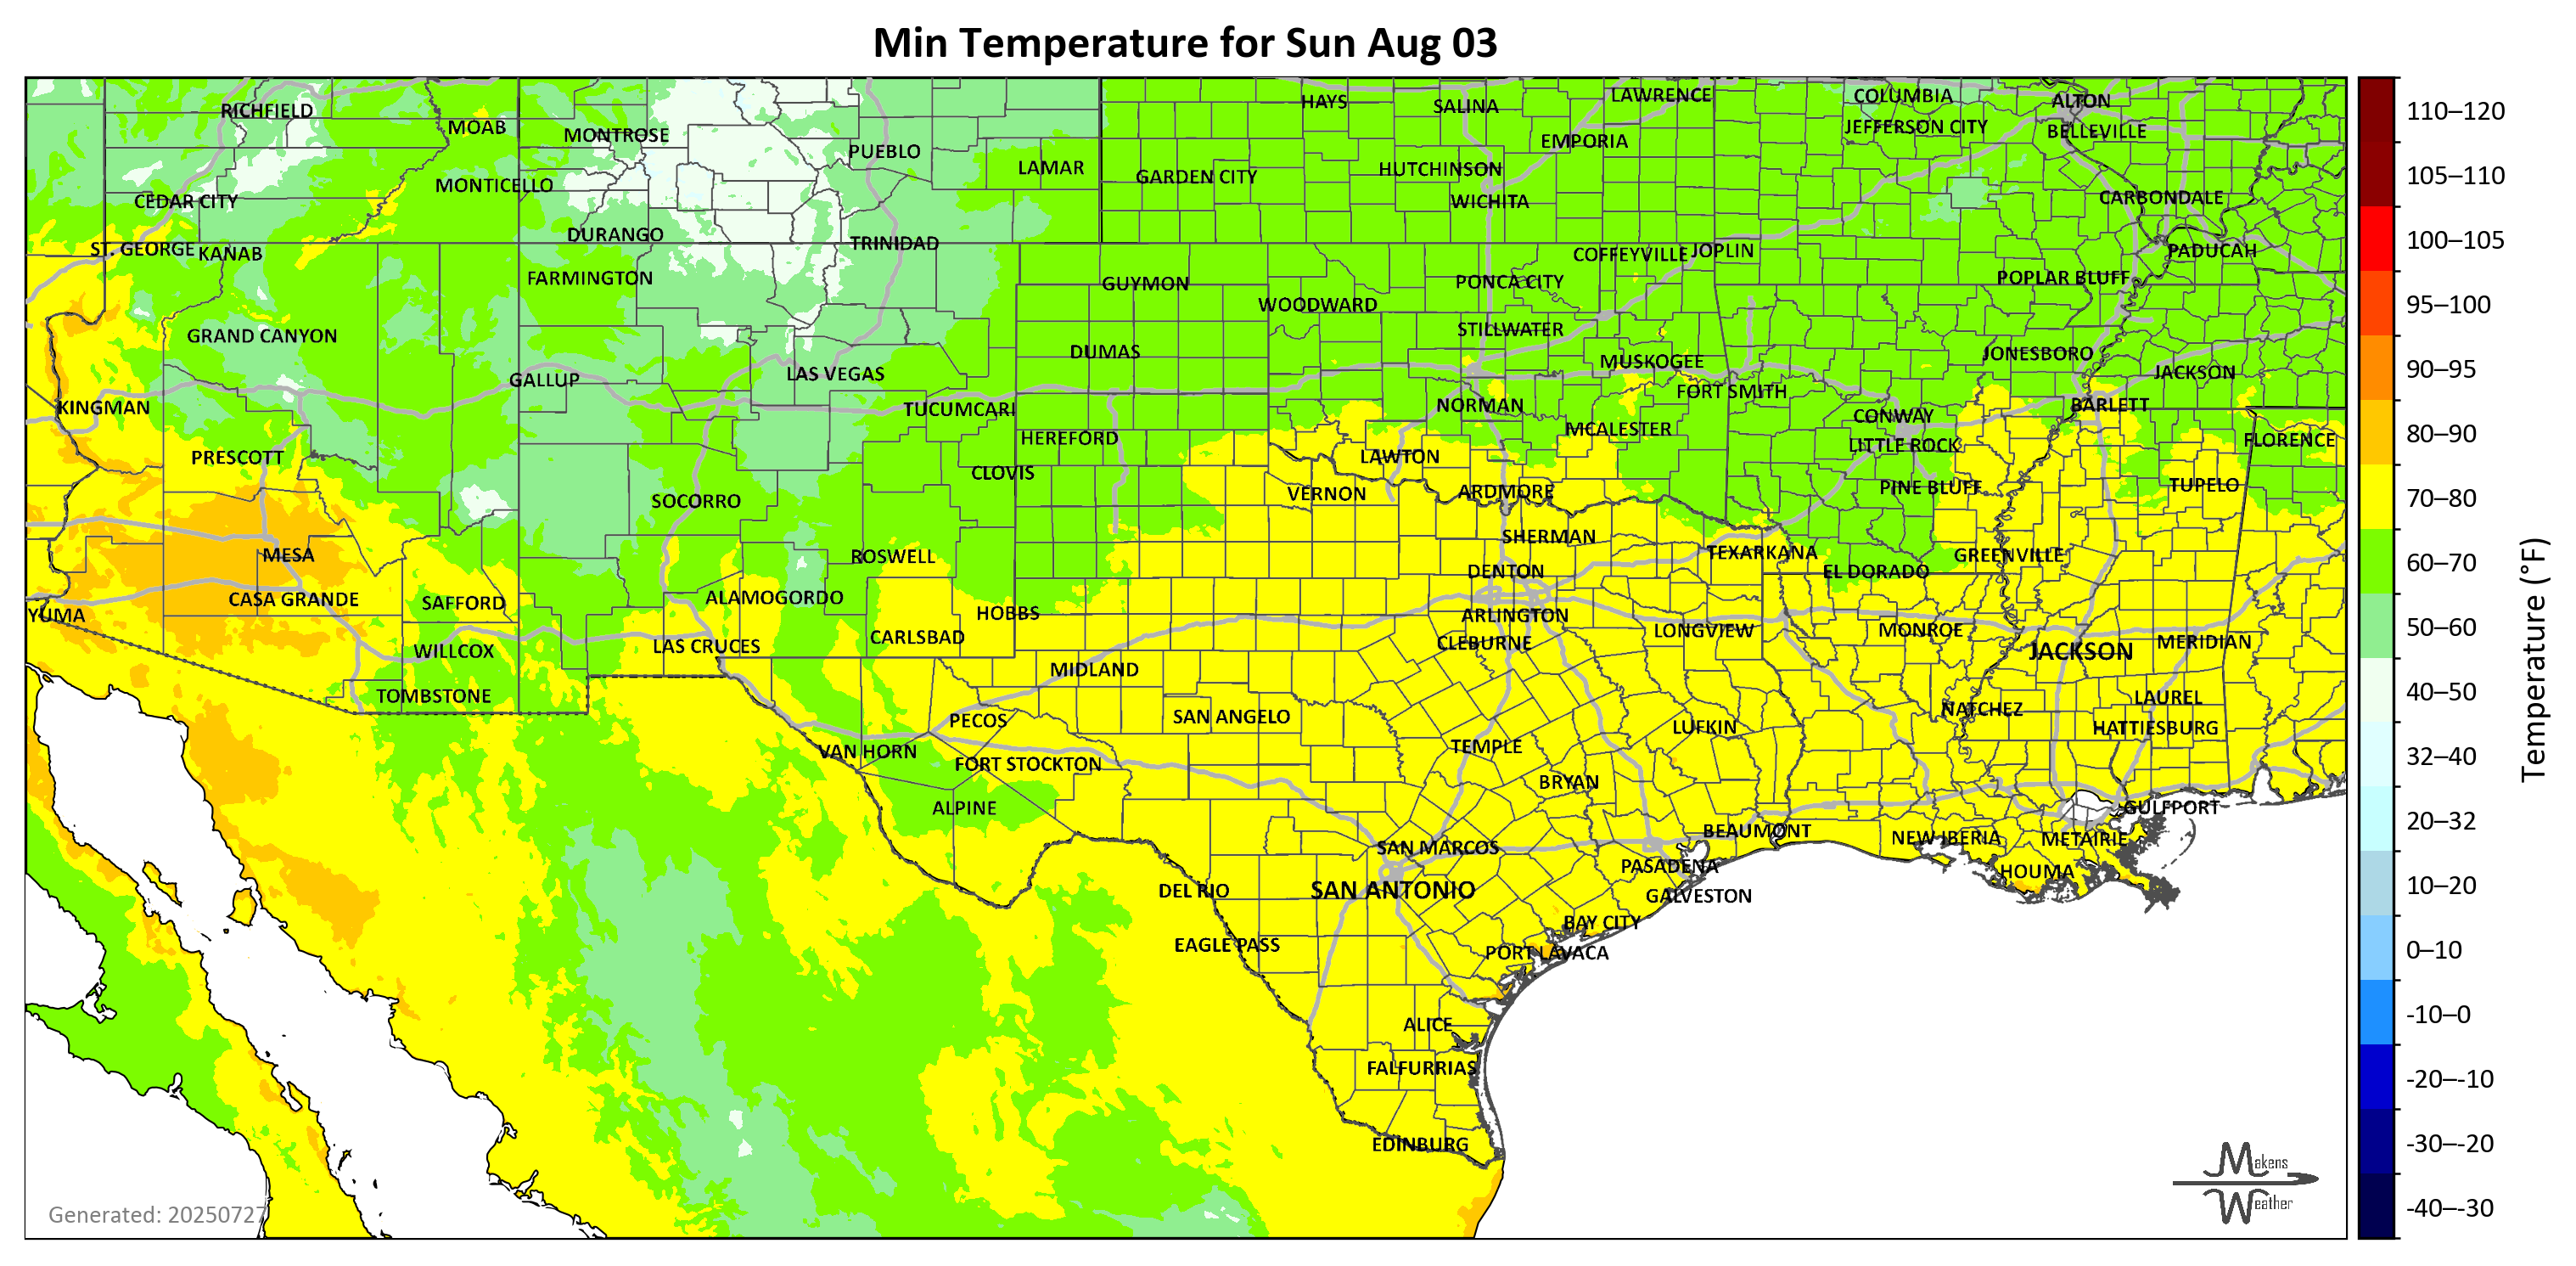 Min Temperature for Sun Aug 03
RICHFIELD
MOAB
MONTROSE
PUEBLO
LAMAR
HAYS
SALINA
LAWRENCE
COLUMBIA
ALTON
EMPORIA
JEFFERSON CITY
BELLEVILLE
CEDAR CITY
MONTICELLO
GARDEN CITY
HUTCHINSON
WICHITA
CARBONDALE
ST. GEORGE
KANAB
DURANGO
TRINIDAD
COFFEYVILLE
JOPLIN
PADUCAH
FARMINGTON
GUYMON
WOODWARD
PONCA CITY
POPLAR BLUFF
GRAND CANYON
STILLWATER
DUMAS
MUSKOGEE
JONESBORO
GALLUP
LAS VEGAS
FORT SMITH
JACKSON
KINGMAN
TUCUMCARI
NORMAN
CONWAY
BARLETT
HEREFORD
MCALESTER
LITTLE ROCK
FLORENCE
PRESCOTT
CLOVIS
LAWTON
SOCORRO
VERNON
ARDMORE
PINE BLUFF
TUPELO
MESA
ROSWELL
SHERMAN
TEXARKANA
GREENVILLE
CASA GRANDE
SAFFORD
ALAMOGORDO
DENTON
EL DORADO
YUMA
HOBBS
ARLINGTON
WILLCOX
LAS CRUCES
CARLSBAD
CLEBURNE
LONGVIEW
MONROE
JACKSON
MERIDIAN
TOMBSTONE
MIDLAND
LAUREL
PECOS
SAN ANGELO
NATCHEZ
HATTIESBURG
VAN HORN
FORT STOCKTON
TEMPLE
LUFKIN
ALPINE
BRYAN
GULFPORT
SAN MARCOS
BEAUMONT
NEW IBERIA
METAIRIE
DEL RIO
SAN ANTONIO
PASADENA
GALVESTON
HOUMA
EAGLE PASS
BAY CITY
PORT LAVACA
ALICE
FALFURRIAS
EDINBURG
Generated: 20250727
Makens
Weather
110–120
105–110
100–105
95–100
90–95
80–90
70–80
60–70
50–60
40–50
32–40
20–32
10–20
0–10
-10–0
-20–-10
-30–-20
-40–-30
Temperature (°F)